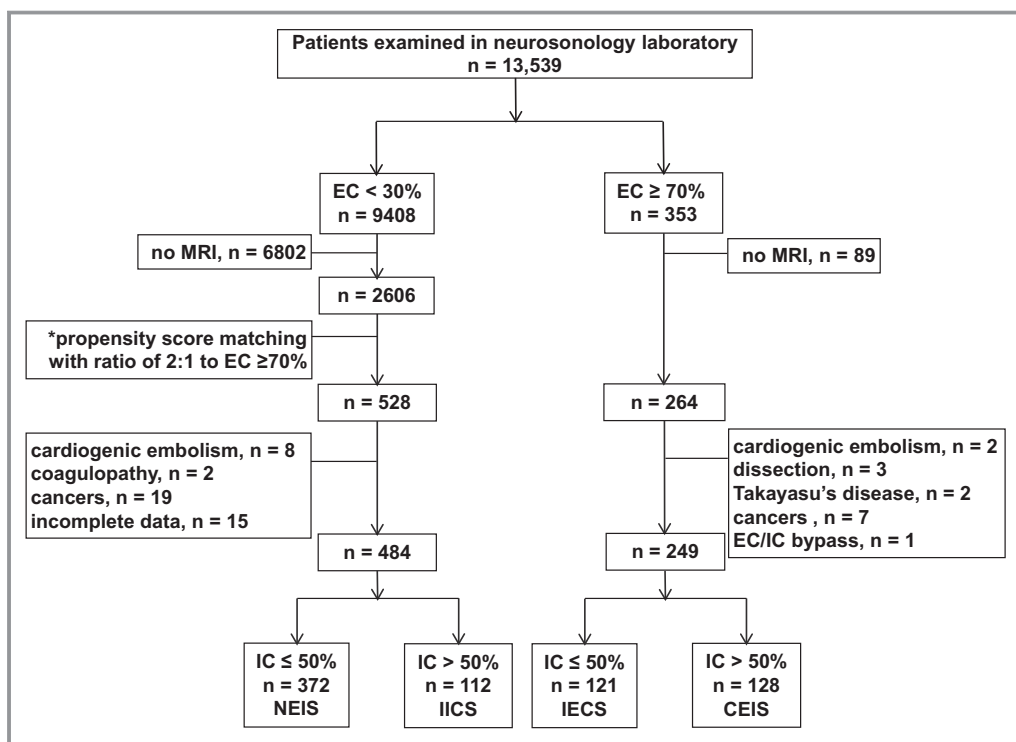 Patients examined in neurosonology laboratory
n = 13,539
EC < 30%
n = 9408
EC ≥ 70%
n = 353
no MRI, n = 6802
no MRI, n = 89
n = 2606
*propensity score matching
with ratio of 2:1 to EC ≥70%
n = 528
n = 264
cardiogenic embolism, n = 8
coagulopathy, n = 2
cancers, n = 19
incomplete data, n = 15
cardiogenic embolism, n = 2
dissection, n = 3
Takayasu's disease, n = 2
cancers , n = 7
EC/IC bypass, n = 1
n = 484
n = 249
IC ≤ 50%
n = 372
NEIS
IC > 50%
n = 112
IICS
IC ≤ 50%
n = 121
IECS
IC > 50%
n = 128
CEIS